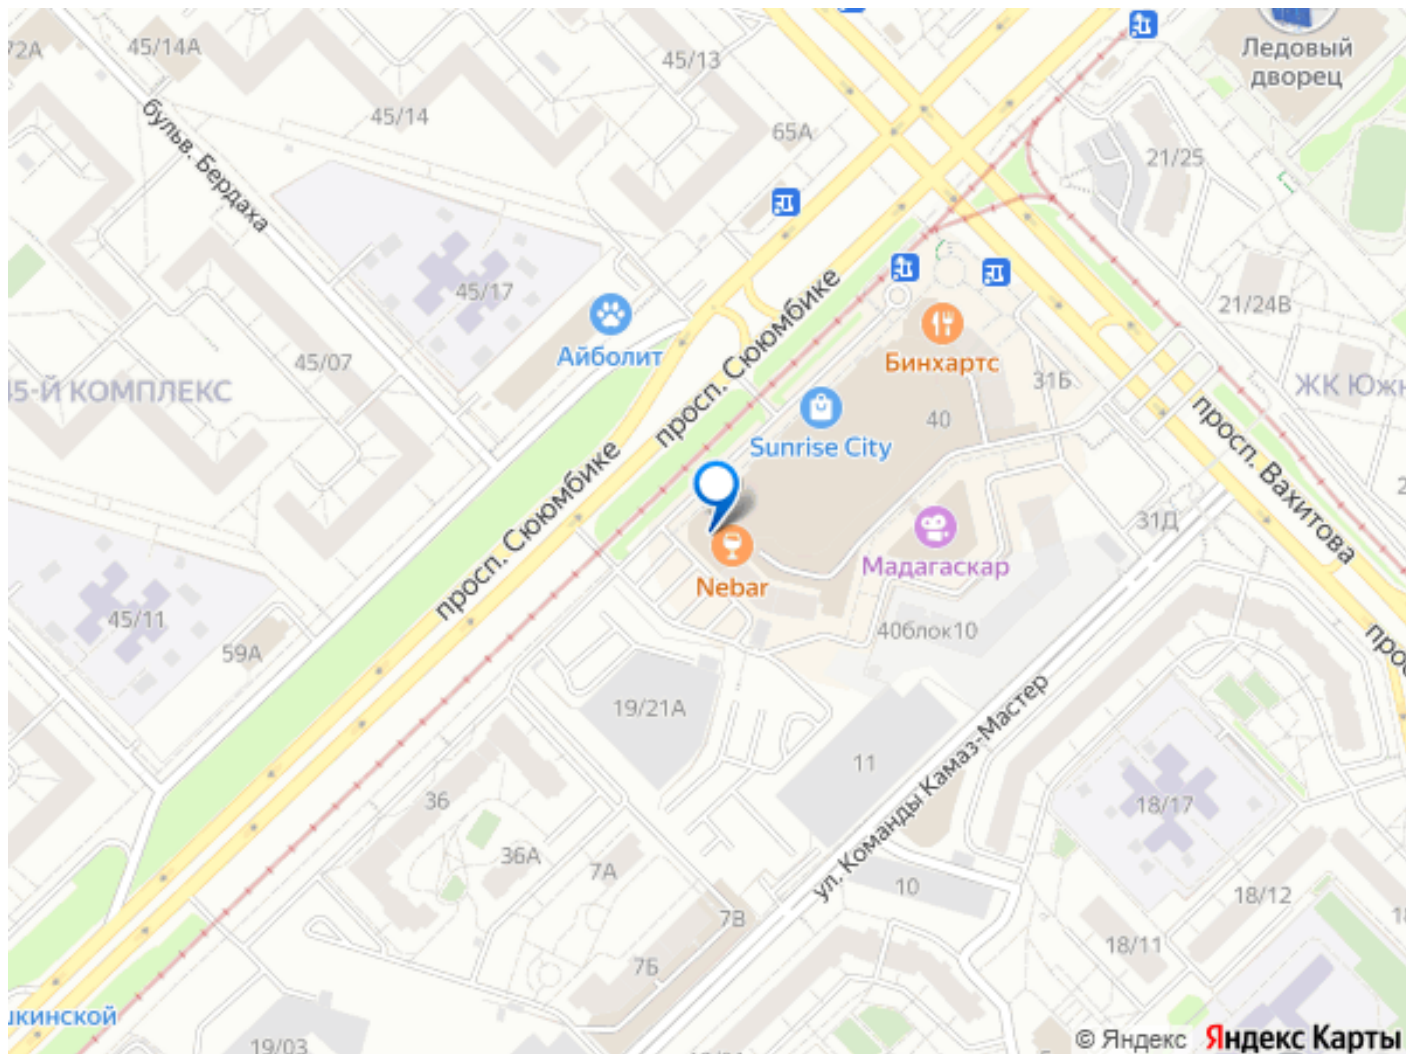 72А
45/14А
45/13
Ледовый
дворец
45/14
65А
21/25
бульв. Бердаха
45/17
21/24В
просп. Сююмбике
Айболит
45/07
Бинхартс
31Б
45-Й КОМПЛЕКС
ЖК Южн
40
Sunrise City
просп. Вахитова
просп. Сююмбике
31Д
Мадагаскар
Nebar
45/11
59А
40блок10
прос
19/21А
ул. Команды Камаз-Мастер
11
36
18/17
36А
7А
10
18/12
7В
18/11
7Б
шкинской
19/03
© Яндекс Яндекс Карты